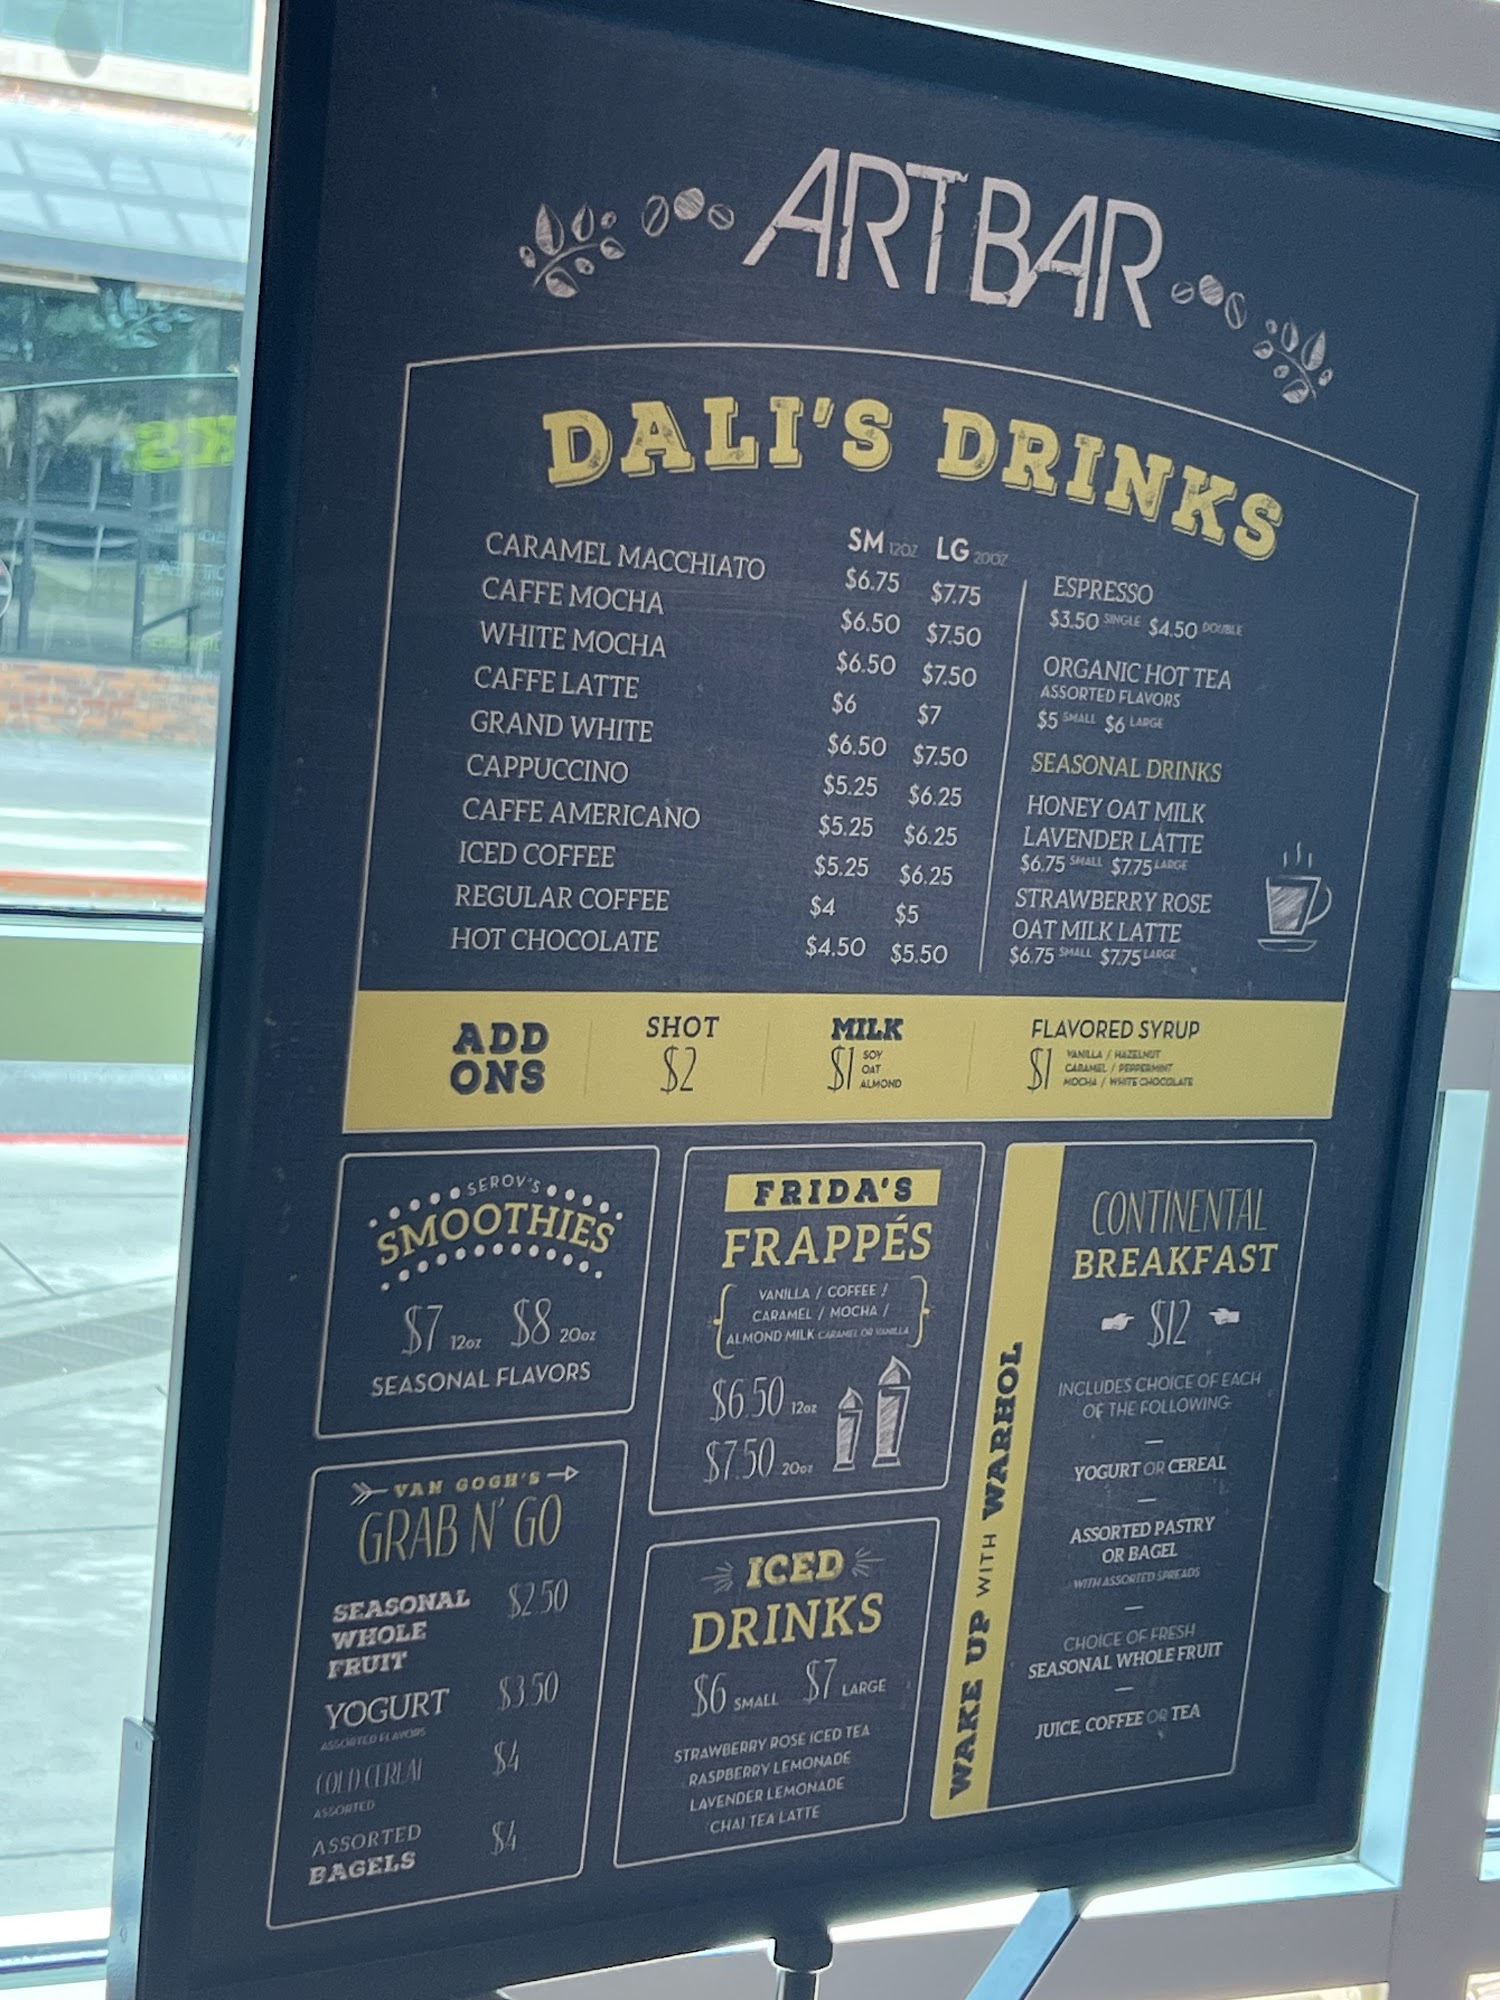 ART BAR
DALI'S DRINKS
SM 12OZ LG 20OZ
CARAMEL MACCHIATO $6.75 $7.75
CAFFE MOCHA $6.50 $7.50
WHITE MOCHA $6.50 $7.50
CAFFE LATTE $6 $7
GRAND WHITE $6.50 $7.50
CAPPUCCINO $5.25 $6.25
CAFFE AMERICANO $5.25 $6.25
ICED COFFEE $5.25 $6.25
REGULAR COFFEE $4 $5
HOT CHOCOLATE $4.50 $5.50
ESPRESSO
$3.50 SINGLE $4.50 DOUBLE
ORGANIC HOT TEA
ASSORTED FLAVORS
$5 SMALL $6 LARGE
SEASONAL DRINKS
HONEY OAT MILK
LAVENDER LATTE
$6.75 SMALL $7.75 LARGE
STRAWBERRY ROSE
OAT MILK LATTE
$6.75 SMALL $7.75 LARGE
ADD
ONS
SHOT
$2
MILK
$1 SOY
OAT
ALMOND
FLAVORED SYRUP
$1 VANILLA / HAZELNUT
CARAMEL / PEPPERMINT
MOCHA / WHITE CHOCOLATE
SEROV'S
SMOOTHIES
$7 12oz $8 20oz
SEASONAL FLAVORS
FRIDA'S
FRAPPÉS
VANILLA / COFFEE /
CARAMEL / MOCHA /
ALMOND MILK CARAMEL OR VANILLA
$6.50 12oz
$7.50 20oz
WAKE UP WITH WARHOL
CONTINENTAL
BREAKFAST
$12
INCLUDES CHOICE OF EACH
OF THE FOLLOWING:
YOGURT OR CEREAL
ASSORTED PASTRY
OR BAGEL
WITH ASSORTED SPREADS
CHOICE OF FRESH
SEASONAL WHOLE FRUIT
JUICE, COFFEE OR TEA
VAN GOGH'S
GRAB N' GO
SEASONAL $2.50
WHOLE
FRUIT
YOGURT $3.50
ASSORTED FLAVORS
COLD CEREAL $4
ASSORTED
ASSORTED $4
BAGELS
ICED
DRINKS
$6 SMALL $7 LARGE
STRAWBERRY ROSE ICED TEA
RASPBERRY LEMONADE
LAVENDER LEMONADE
CHAI TEA LATTE